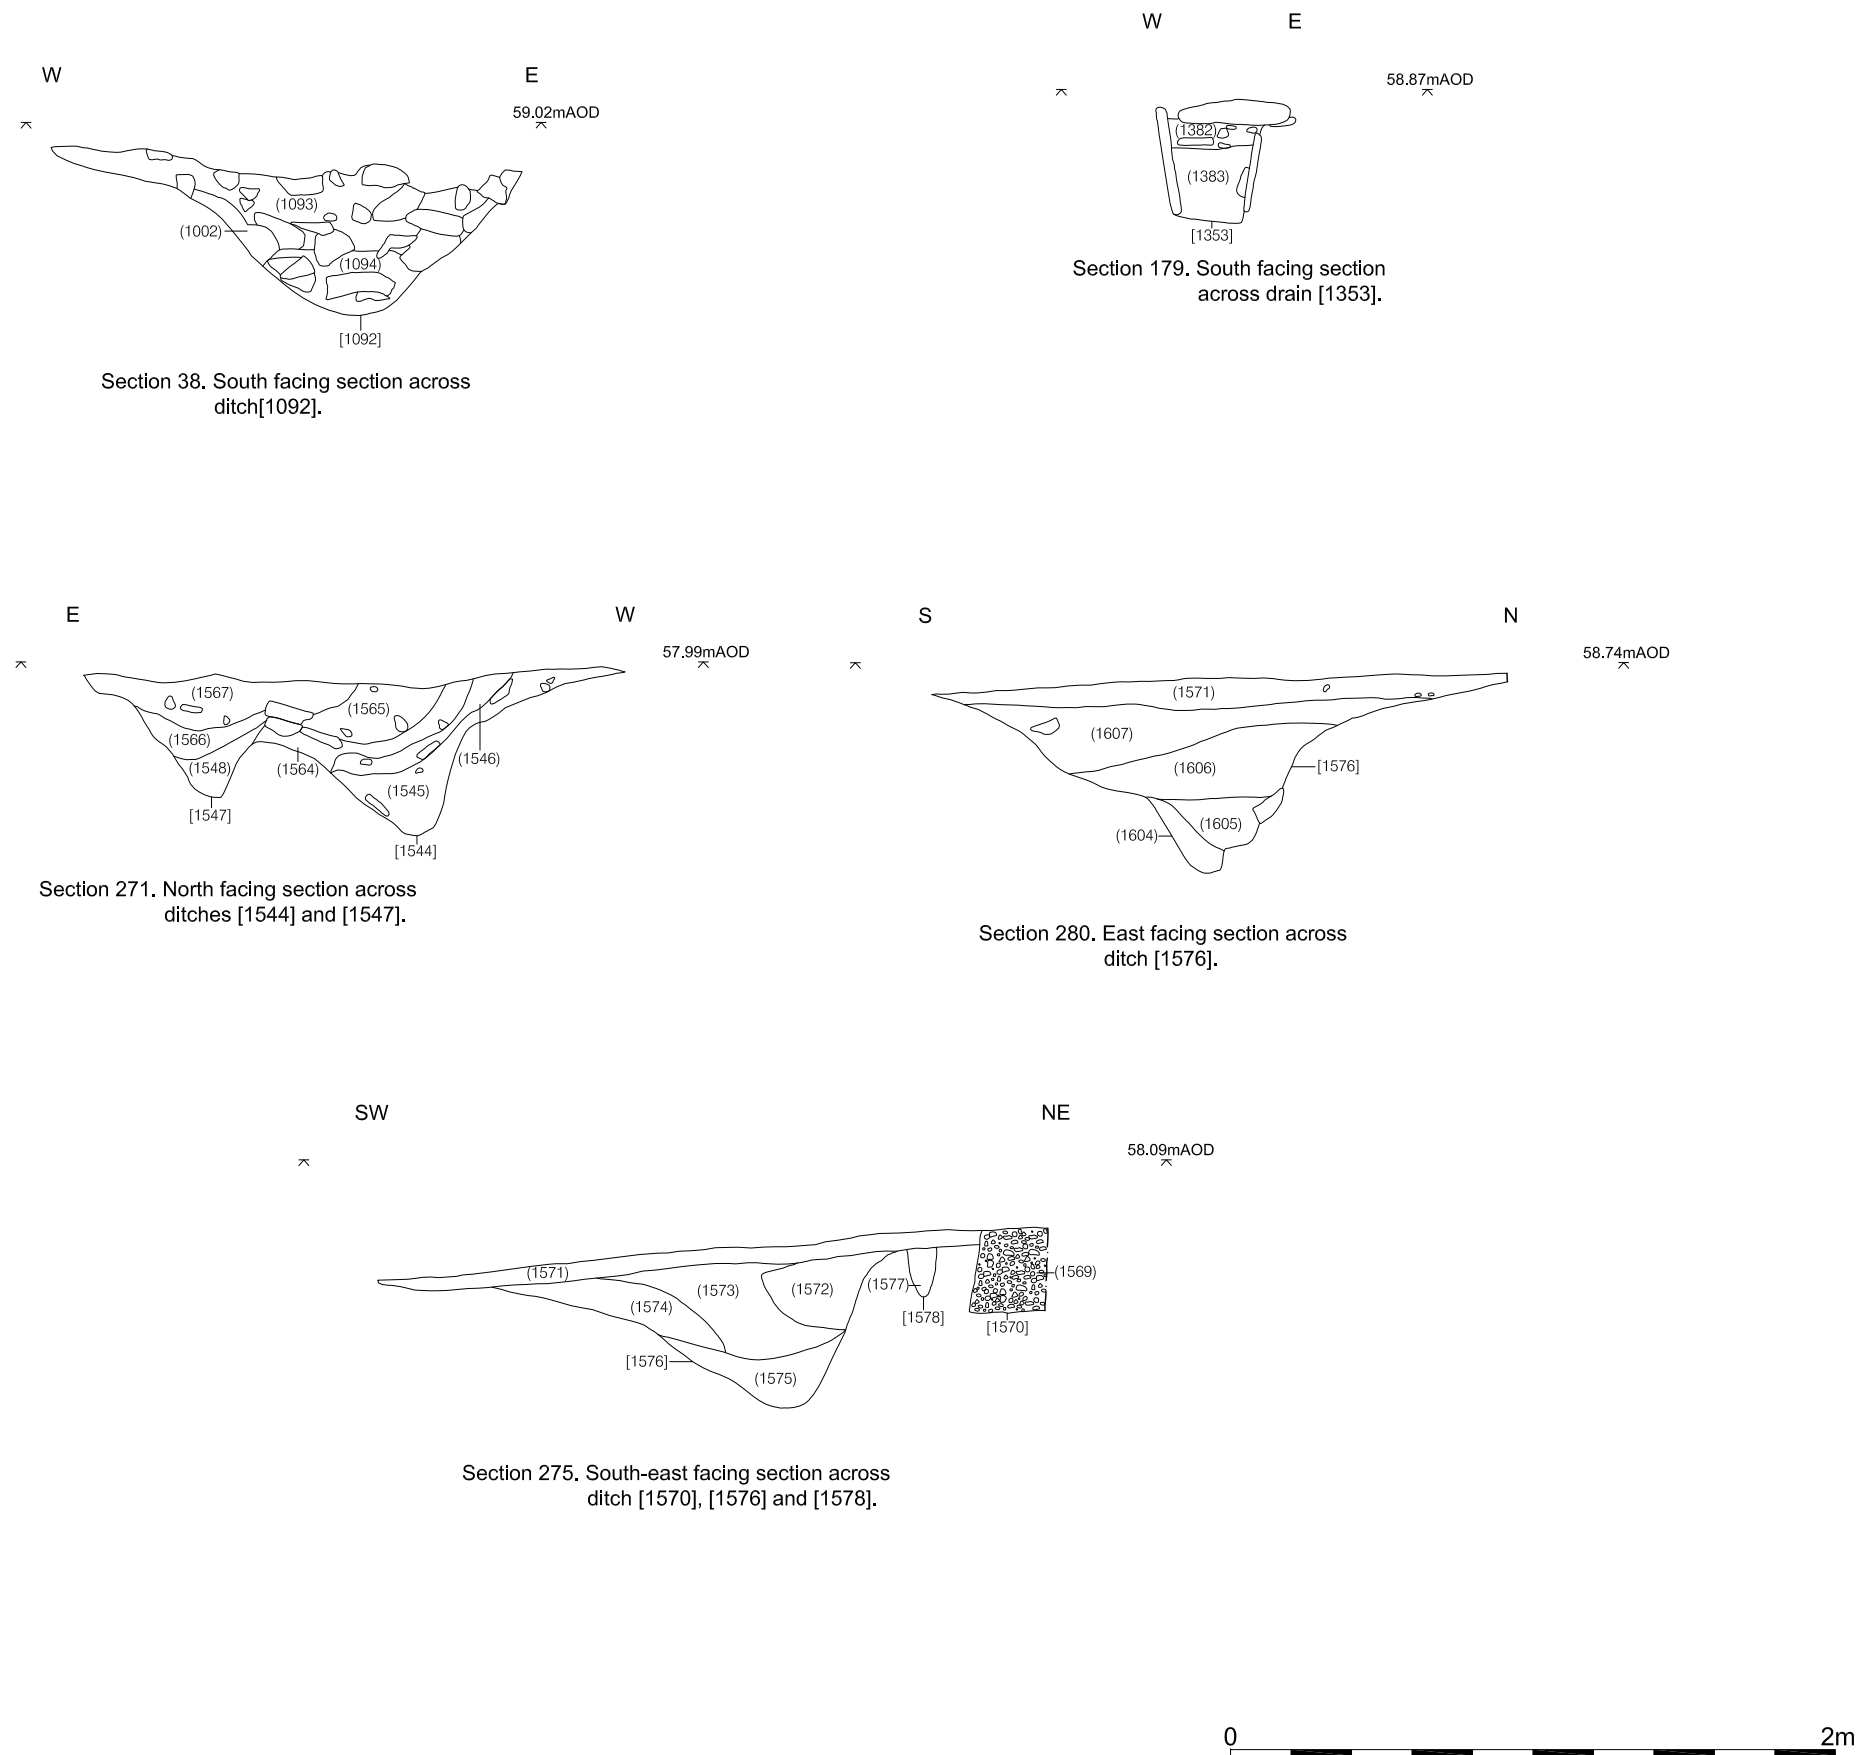 W E
59.02mAOD
(1093)
(1002)
(1094)
[1092]
Section 38. South facing section across
ditch[1092].
W E
58.87mAOD
(1382)
(1383)
[1353]
Section 179. South facing section
across drain [1353].
E W
57.99mAOD
(1567)
(1565)
(1566)
(1546)
(1548)
(1564)
(1545)
[1547]
[1544]
Section 271. North facing section across
ditches [1544] and [1547].
S N
58.74mAOD
(1571)
(1607)
(1606)
[1576]
(1605)
(1604)
Section 280. East facing section across
ditch [1576].
SW NE
58.09mAOD
(1571)
(1569)
(1573)
(1572)
(1577)
(1574)
[1578]
[1570]
[1576]
(1575)
Section 275. South-east facing section across
ditch [1570], [1576] and [1578].
0 2m